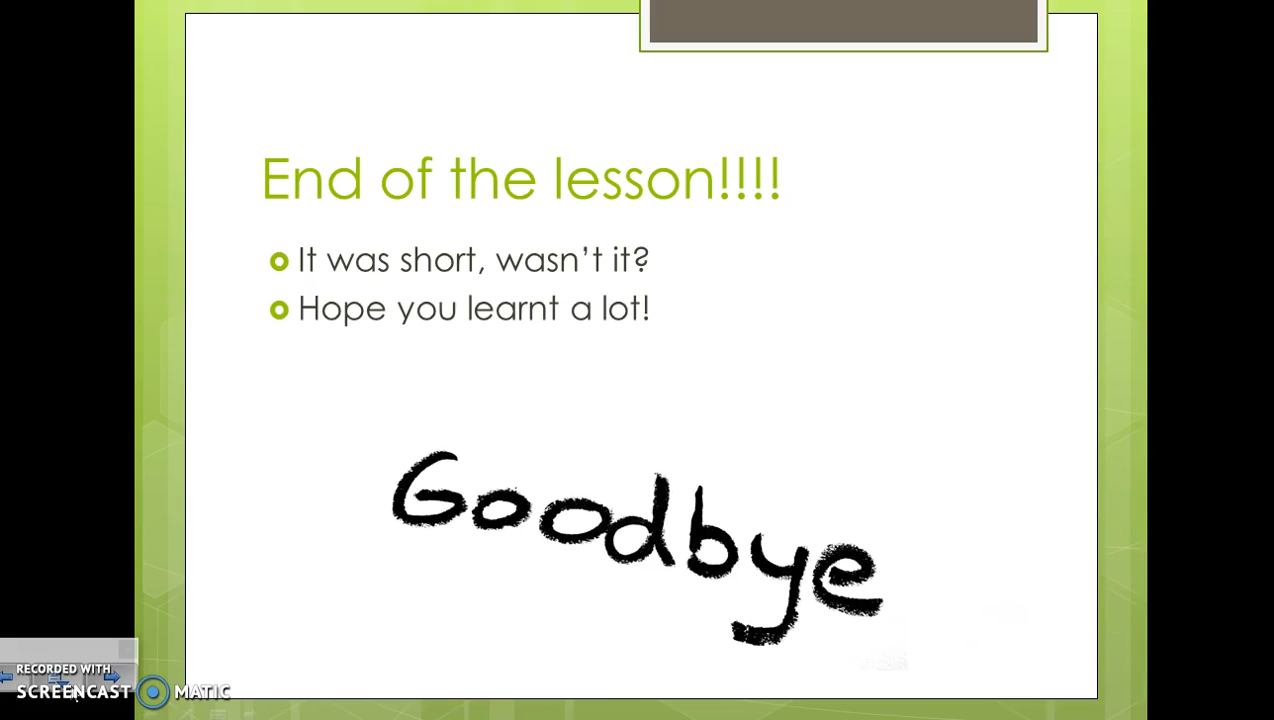 End of the lesson!!!!
It was short, wasn’t it?
Hope you learnt a lot!
Goodbye
RECORDED WITH
SCREENCAST MATIC